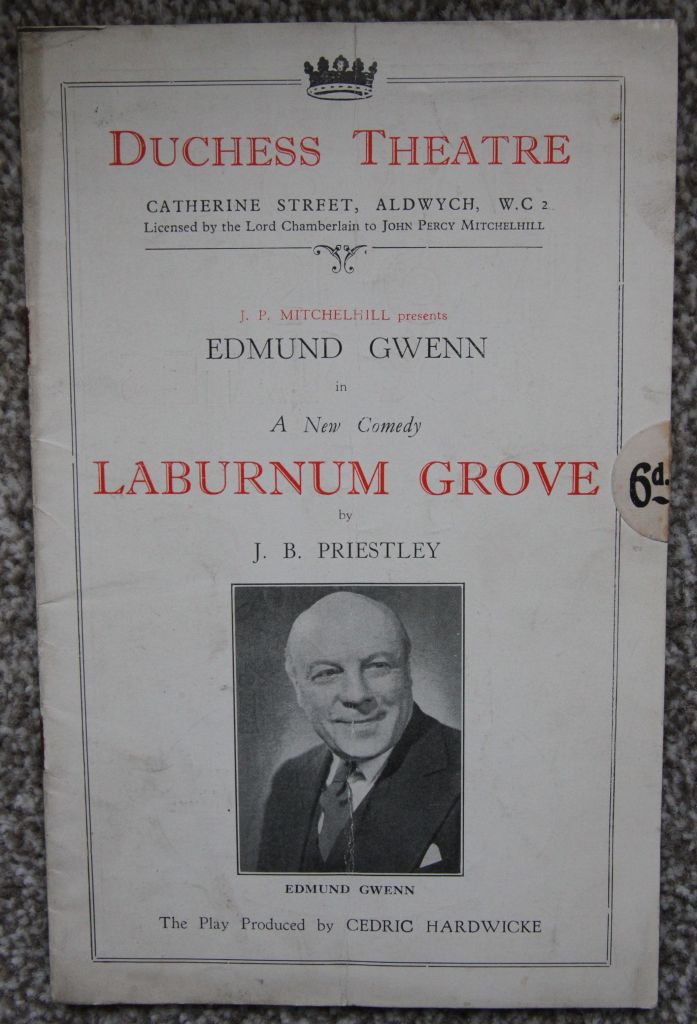 DUCHESS THEATRE
CATHERINE STREET, ALDWYCH, W.C 2
Licensed by the Lord Chamberlain to JOHN PERCY MITCHELHILL
J. P. MITCHELHILL presents
EDMUND GWENN
in
A New Comedy
LABURNUM GROVE
6d.
by
J. B. PRIESTLEY
EDMUND GWENN
The Play Produced by CEDRIC HARDWICKE